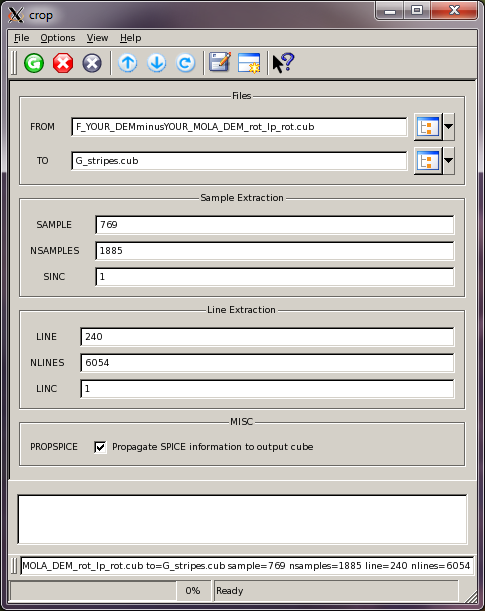 crop
File Options View Help
Files
FROM F_YOUR_DEMminusYOUR_MOLA_DEM_rot_lp_rot.cub
TO G_stripes.cub
Sample Extraction
SAMPLE 769
NSAMPLES 1885
SINC 1
Line Extraction
LINE 240
NLINES 6054
LINC 1
MISC
PROPSPICE Propagate SPICE information to output cube
MOLA_DEM_rot_lp_rot.cub to=G_stripes.cub sample=769 nsamples=1885 line=240 nlines=6054
0% Ready